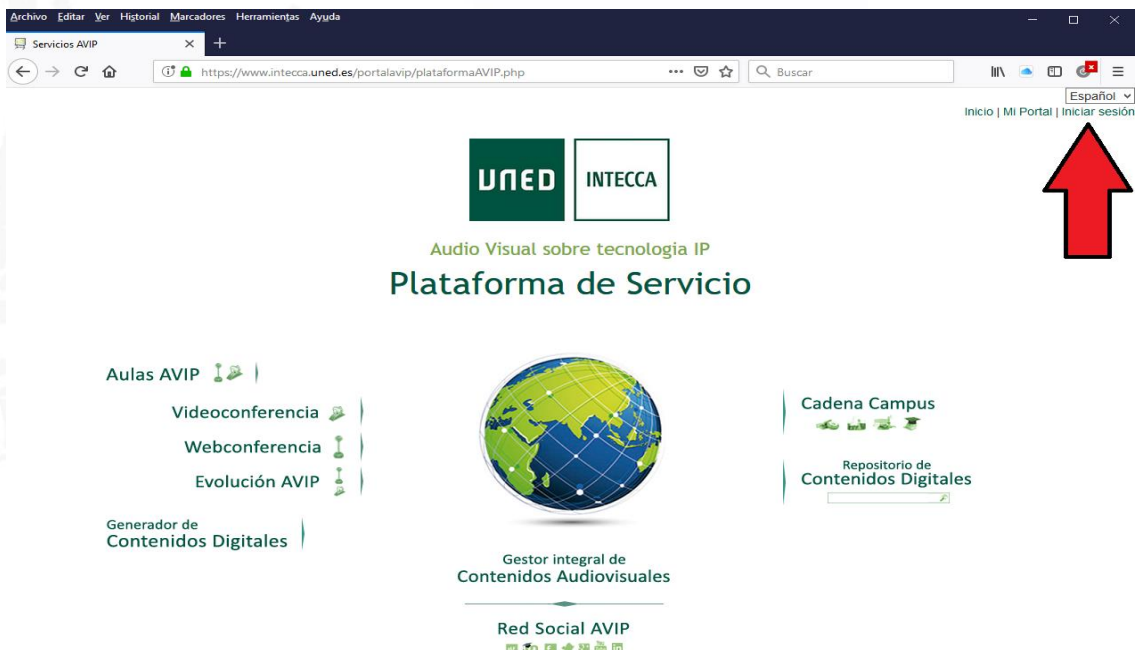 Archivo Editar Ver Historial Marcadores Herramientas Ayuda
Servicios AVIP
https://www.intecca.uned.es/portalavip/plataformaAVIP.php
Buscar
Español
Inicio | Mi Portal | Iniciar sesión
UNED INTECCA
Audio Visual sobre tecnologia IP
Plataforma de Servicio
Aulas AVIP
Videoconferencia
Webconferencia
Evolución AVIP
Generador de
Contenidos Digitales
Cadena Campus
Repositorio de
Contenidos Digitales
Gestor integral de
Contenidos Audiovisuales
Red Social AVIP